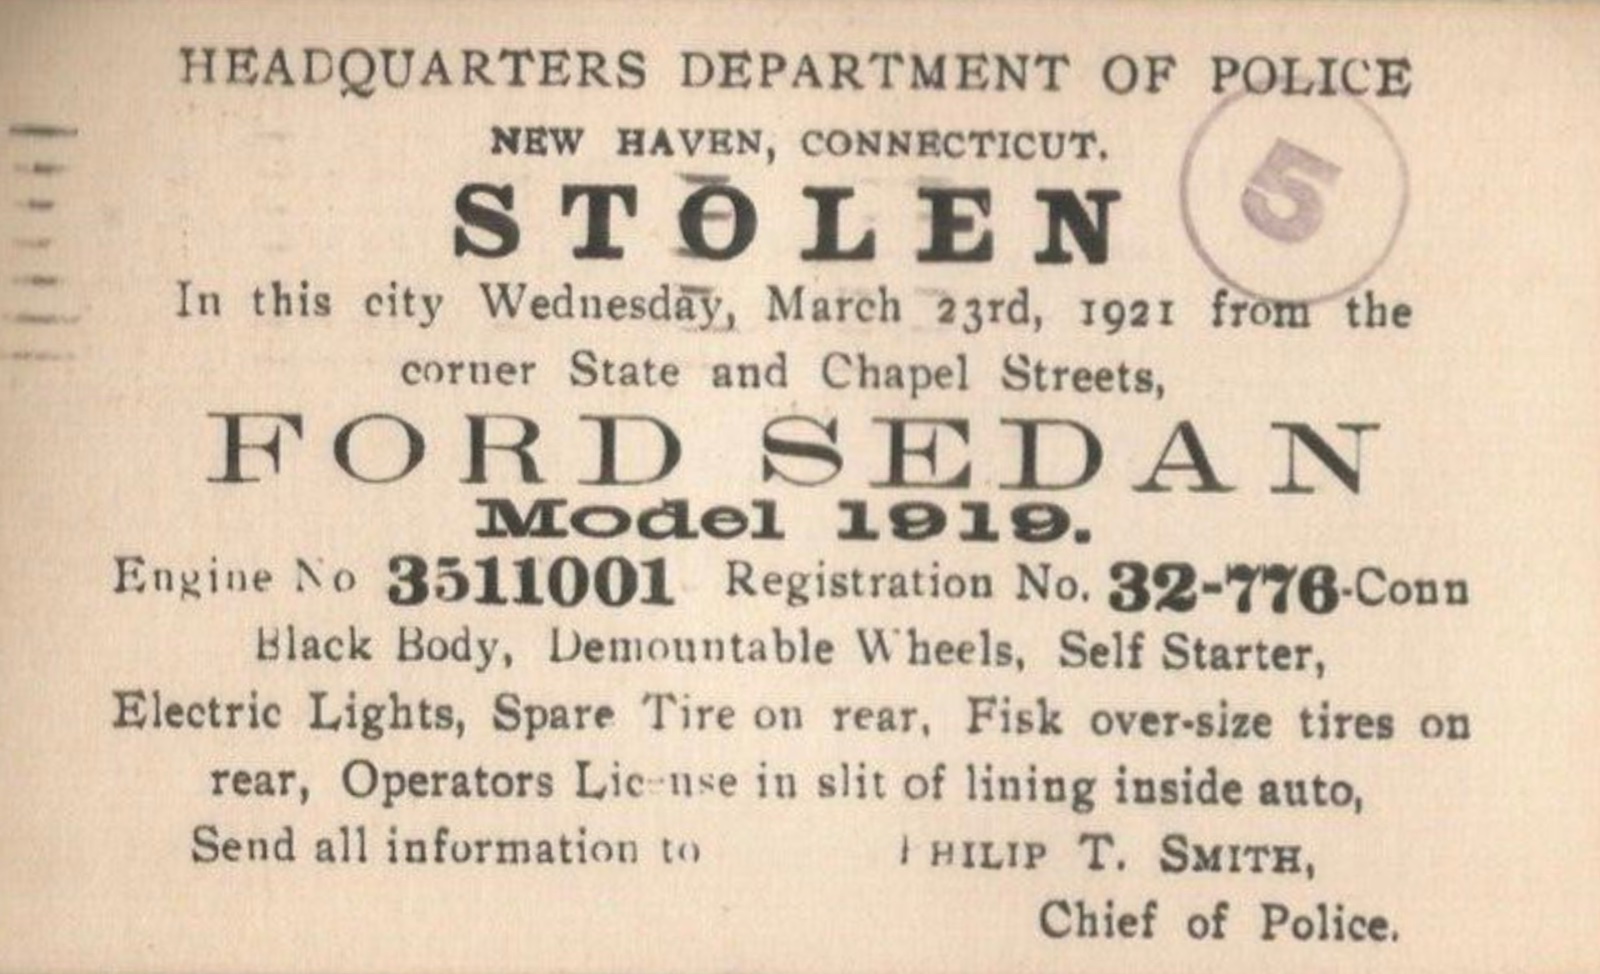 HEADQUARTERS DEPARTMENT OF POLICE
NEW HAVEN, CONNECTICUT.
5
STOLEN
In this city Wednesday, March 23rd, 1921 from the
corner State and Chapel Streets,
FORD SEDAN
Model 1919.
Engine No 3511001 Registration No. 32-776-Conn
Black Body, Demountable Wheels, Self Starter,
Electric Lights, Spare Tire on rear, Fisk over-size tires on
rear, Operators License in slit of lining inside auto,
Send all information to PHILIP T. SMITH,
Chief of Police.